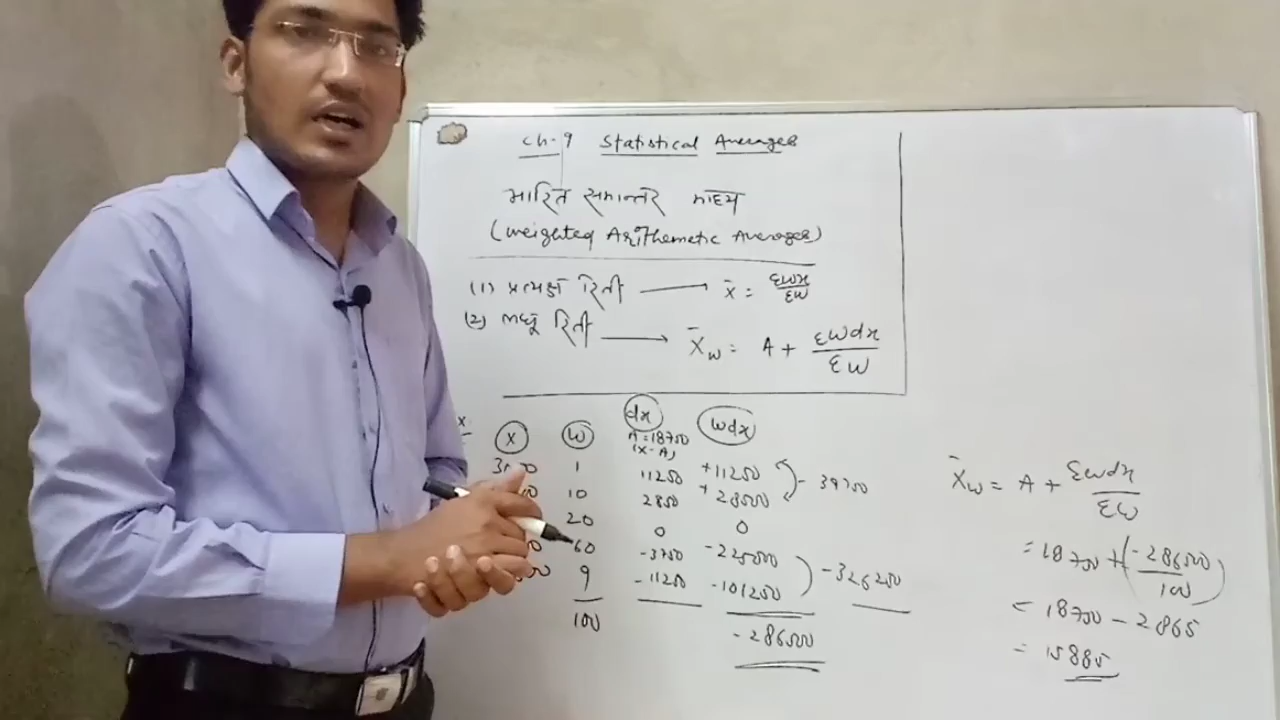 Ch-9 Statistical Averages
भारित समान्तर माध्य
(Weighted Arithemetic Averages)
(1) प्रत्यक्ष रिती → x̄ = ΣWx/ΣW
(2) लघु रिती → X̄w = A + ΣWdx/ΣW
X W dx Wdx
A = 18750
(X-A)
1 11250 +11250
10 2850 +28500 - 39750
20 0 0
60 -3750 -225000
9 -11250 -101250 -326250
100
-286500
X̄w = A + ΣWdx/ΣW
= 18750 + (-286500/100)
= 18750 - 2865
= 15885